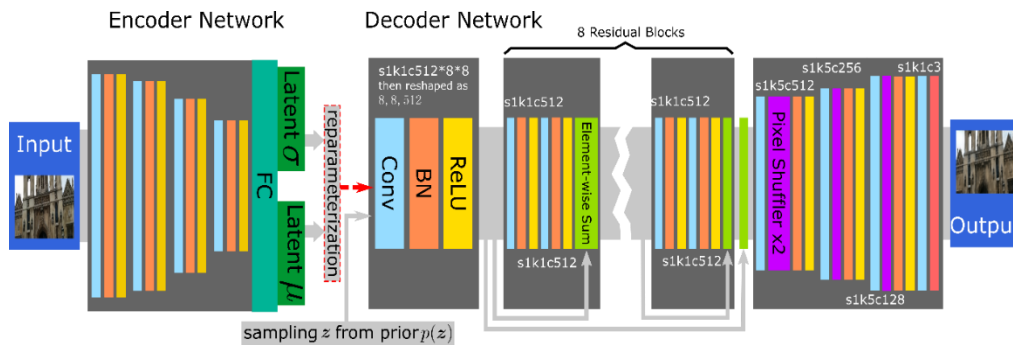 Encoder Network
Decoder Network
8 Residual Blocks
Input
FC
Latent σ
Latent μ
reparameterization
sampling z from prior p(z)
s1k1c512*8*8
then reshaped as
8, 8, 512
Conv
BN
ReLU
s1k1c512
Element-wise Sum
s1k1c512
s1k1c512
s1k1c512
s1k5c512
Pixel Shuffler x2
s1k5c256
s1k5c128
s1k1c3
Output